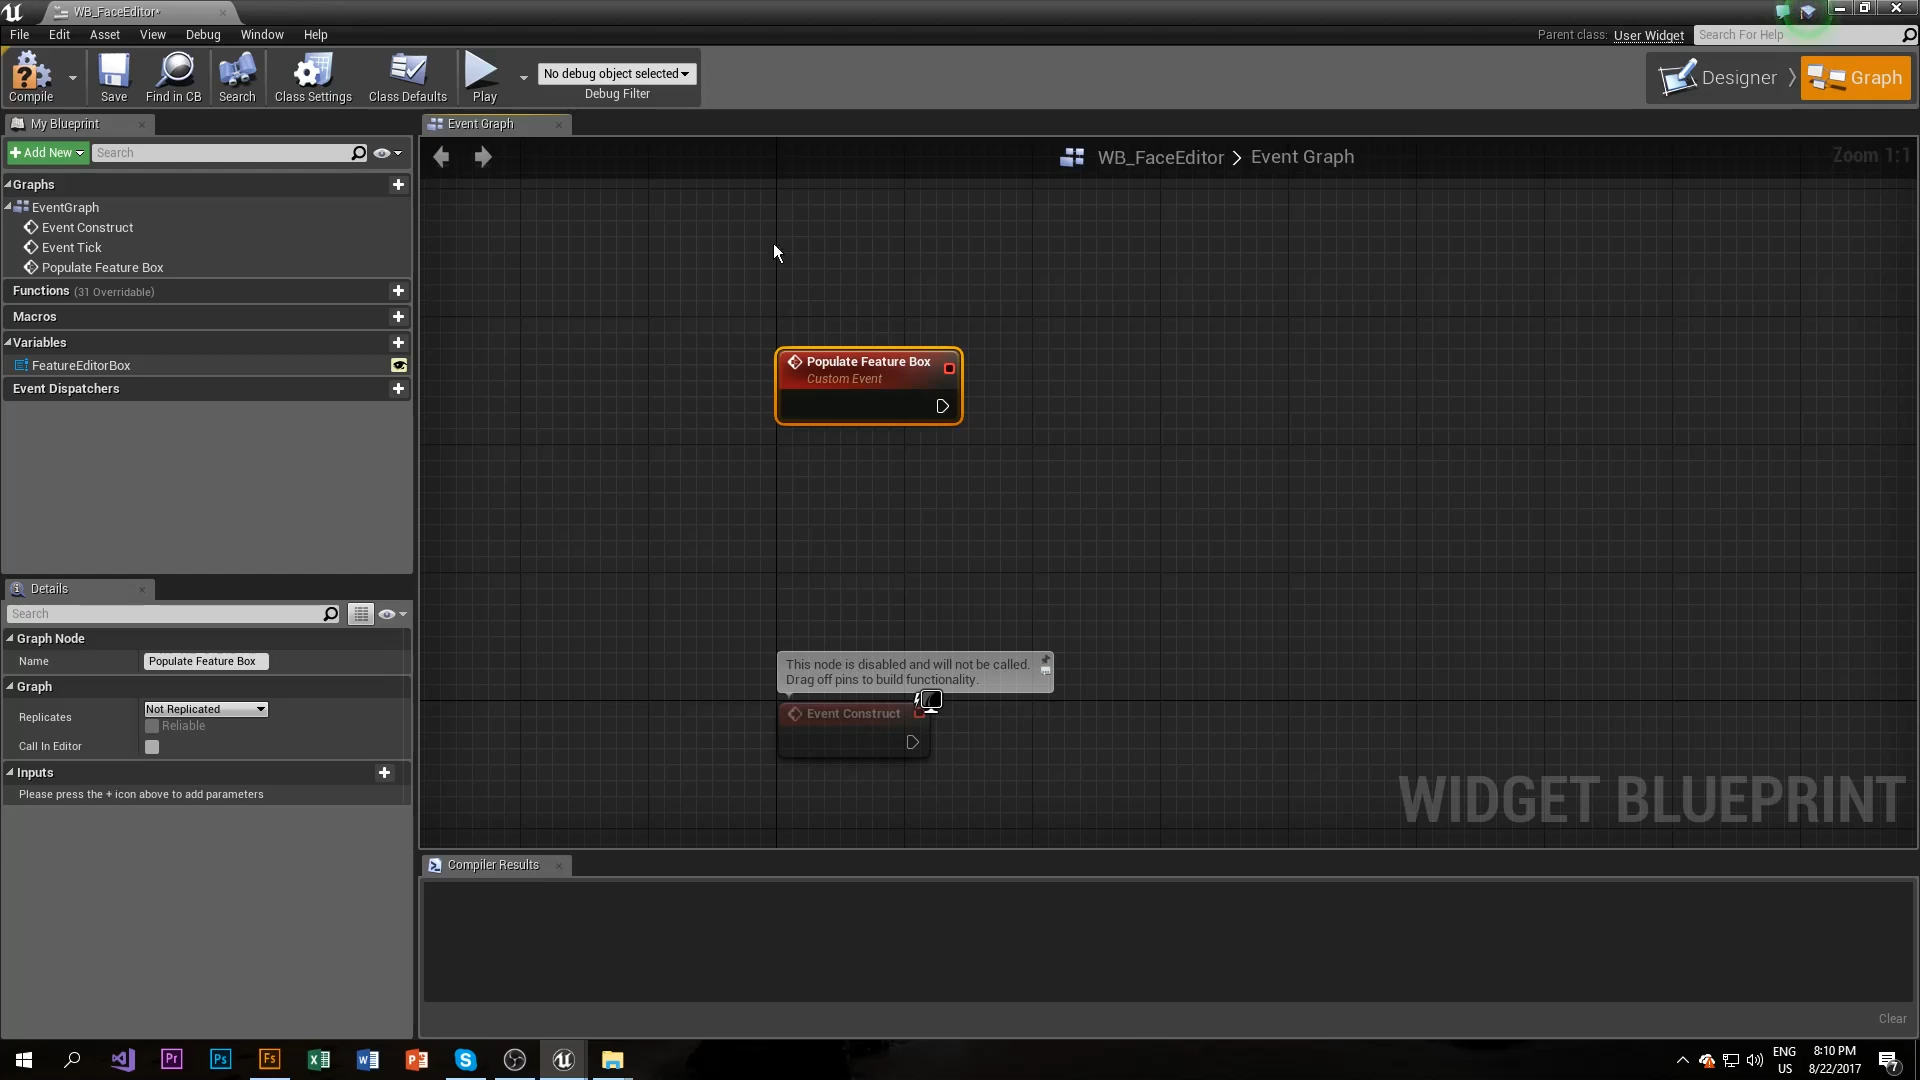 WB_FaceEditor*
File Edit Asset View Debug Window Help
Parent class: User Widget Search For Help
Compile Save Find in CB Search Class Settings Class Defaults Play
No debug object selected
Debug Filter
Designer Graph
My Blueprint
Event Graph
Add New Search
WB_FaceEditor > Event Graph
Zoom 1:1
Graphs
EventGraph
Event Construct
Event Tick
Populate Feature Box
Functions (31 Overridable)
Macros
Variables
FeatureEditorBox
Event Dispatchers
Populate Feature Box
Custom Event
Details
Search
Graph Node
Name Populate Feature Box
Graph
Replicates Not Replicated
Reliable
Call In Editor
Inputs
Please press the + icon above to add parameters
This node is disabled and will not be called.
Drag off pins to build functionality.
Event Construct
WIDGET BLUEPRINT
Compiler Results
Clear
Pr Ps Fs
ENG
US
8:10 PM
8/22/2017
7